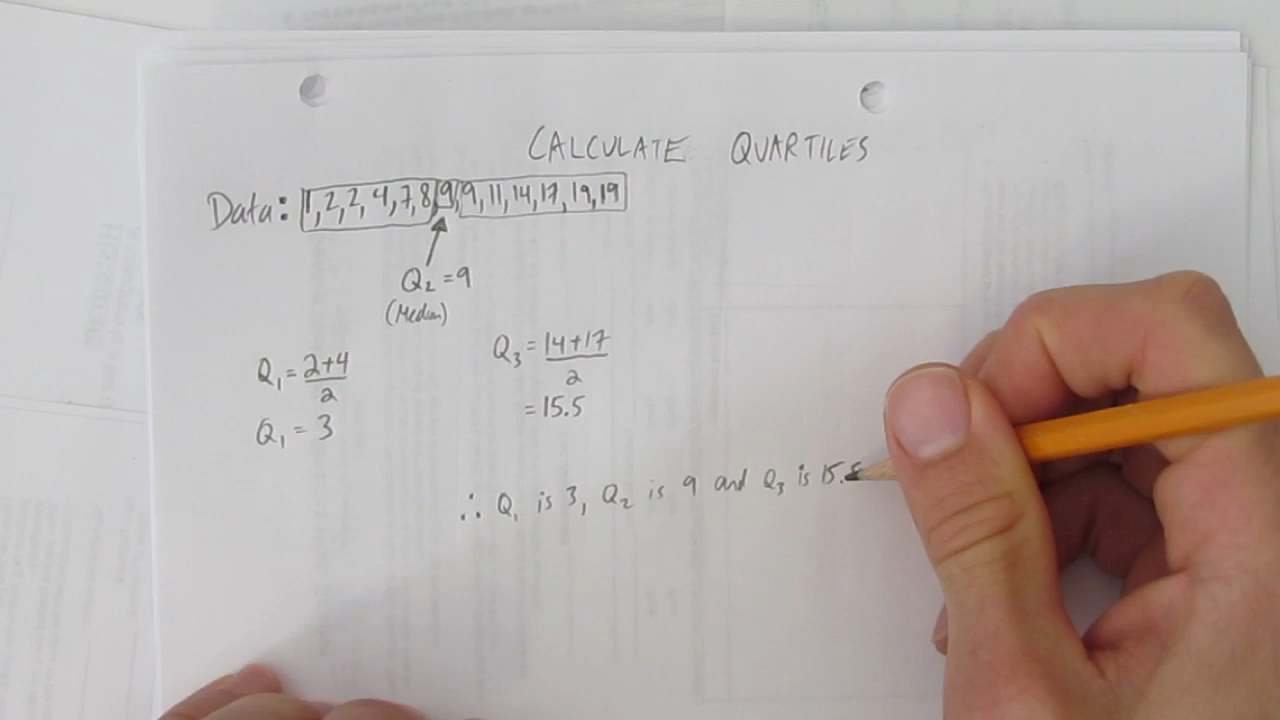 CALCULATE QUARTILES
Data: 1, 2, 2, 4, 7, 8, 9, 9, 11, 14, 17, 19, 19
Q₂ = 9
(Median)
Q₁ = 2+4
2
Q₁ = 3
Q₃ = 14+17
2
= 15.5
∴ Q₁ is 3, Q₂ is 9 and Q₃ is 15.5